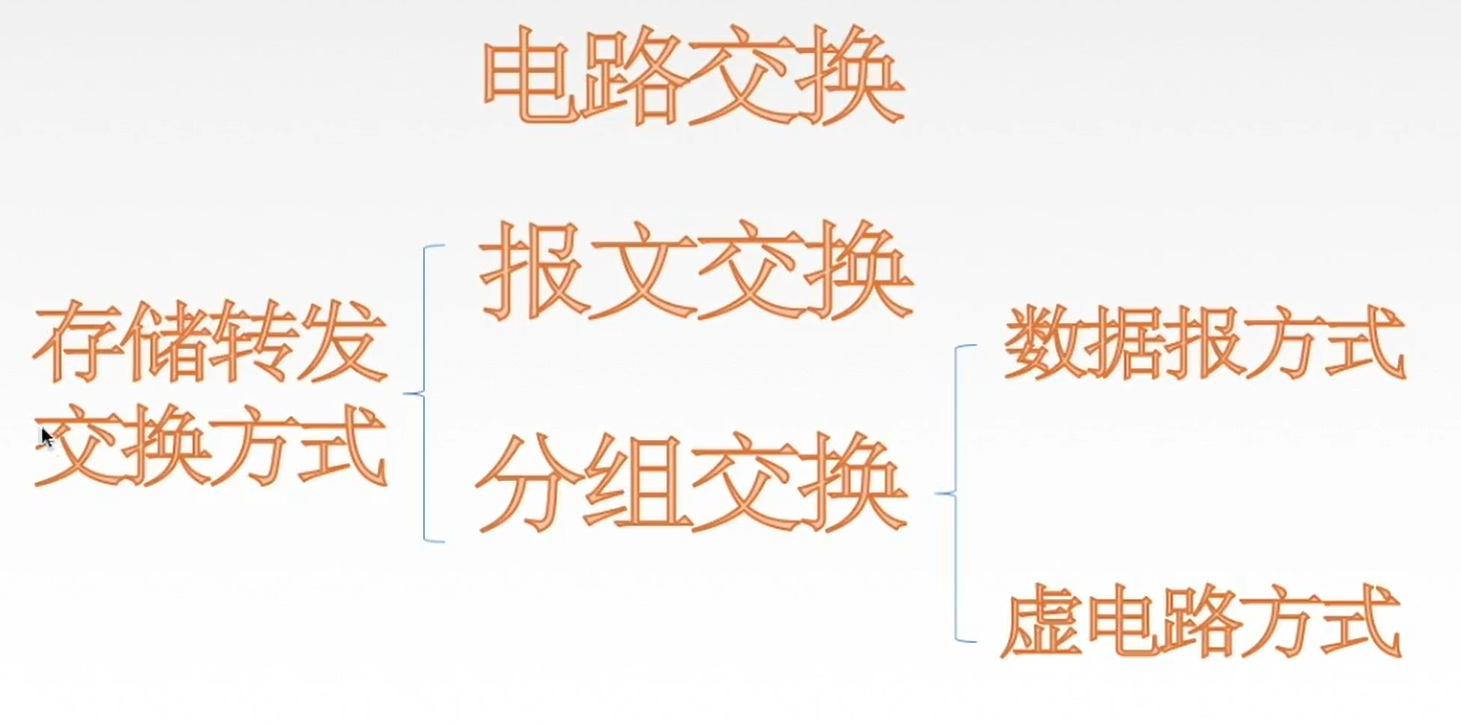 电路交换
报文交换
存储转发
交换方式
分组交换
数据报方式
虚电路方式